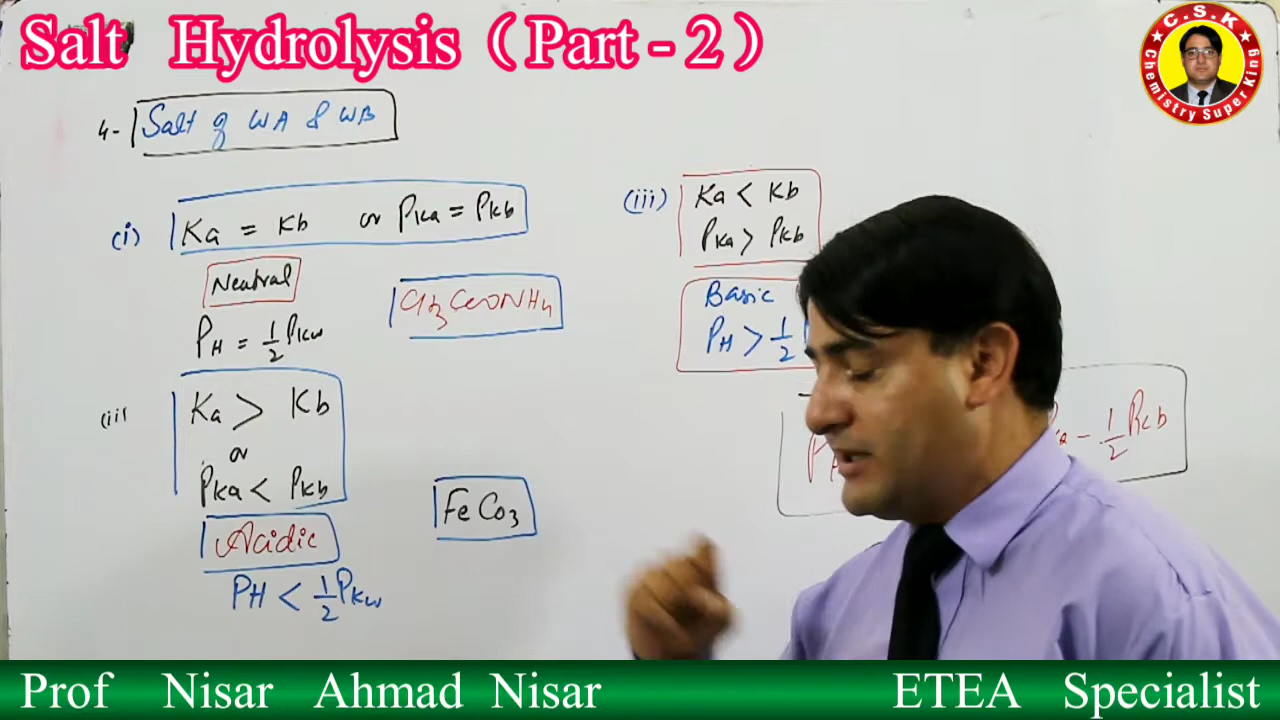 Salt Hydrolysis ( Part - 2 )
C.S.K
Chemistry Super King
4- Salt of WA & WB
(i) Ka = Kb or PKa = PKb
Neutral
PH = 1/2 PKw
CH3COONH4
(ii) Ka > Kb
or
PKa < PKb
Acidic
PH < 1/2 PKw
FeCo3
(iii) Ka < Kb
PKa > PKb
Basic
PH > 1/2
- 1/2 PKb
Prof Nisar Ahmad Nisar
ETEA Specialist